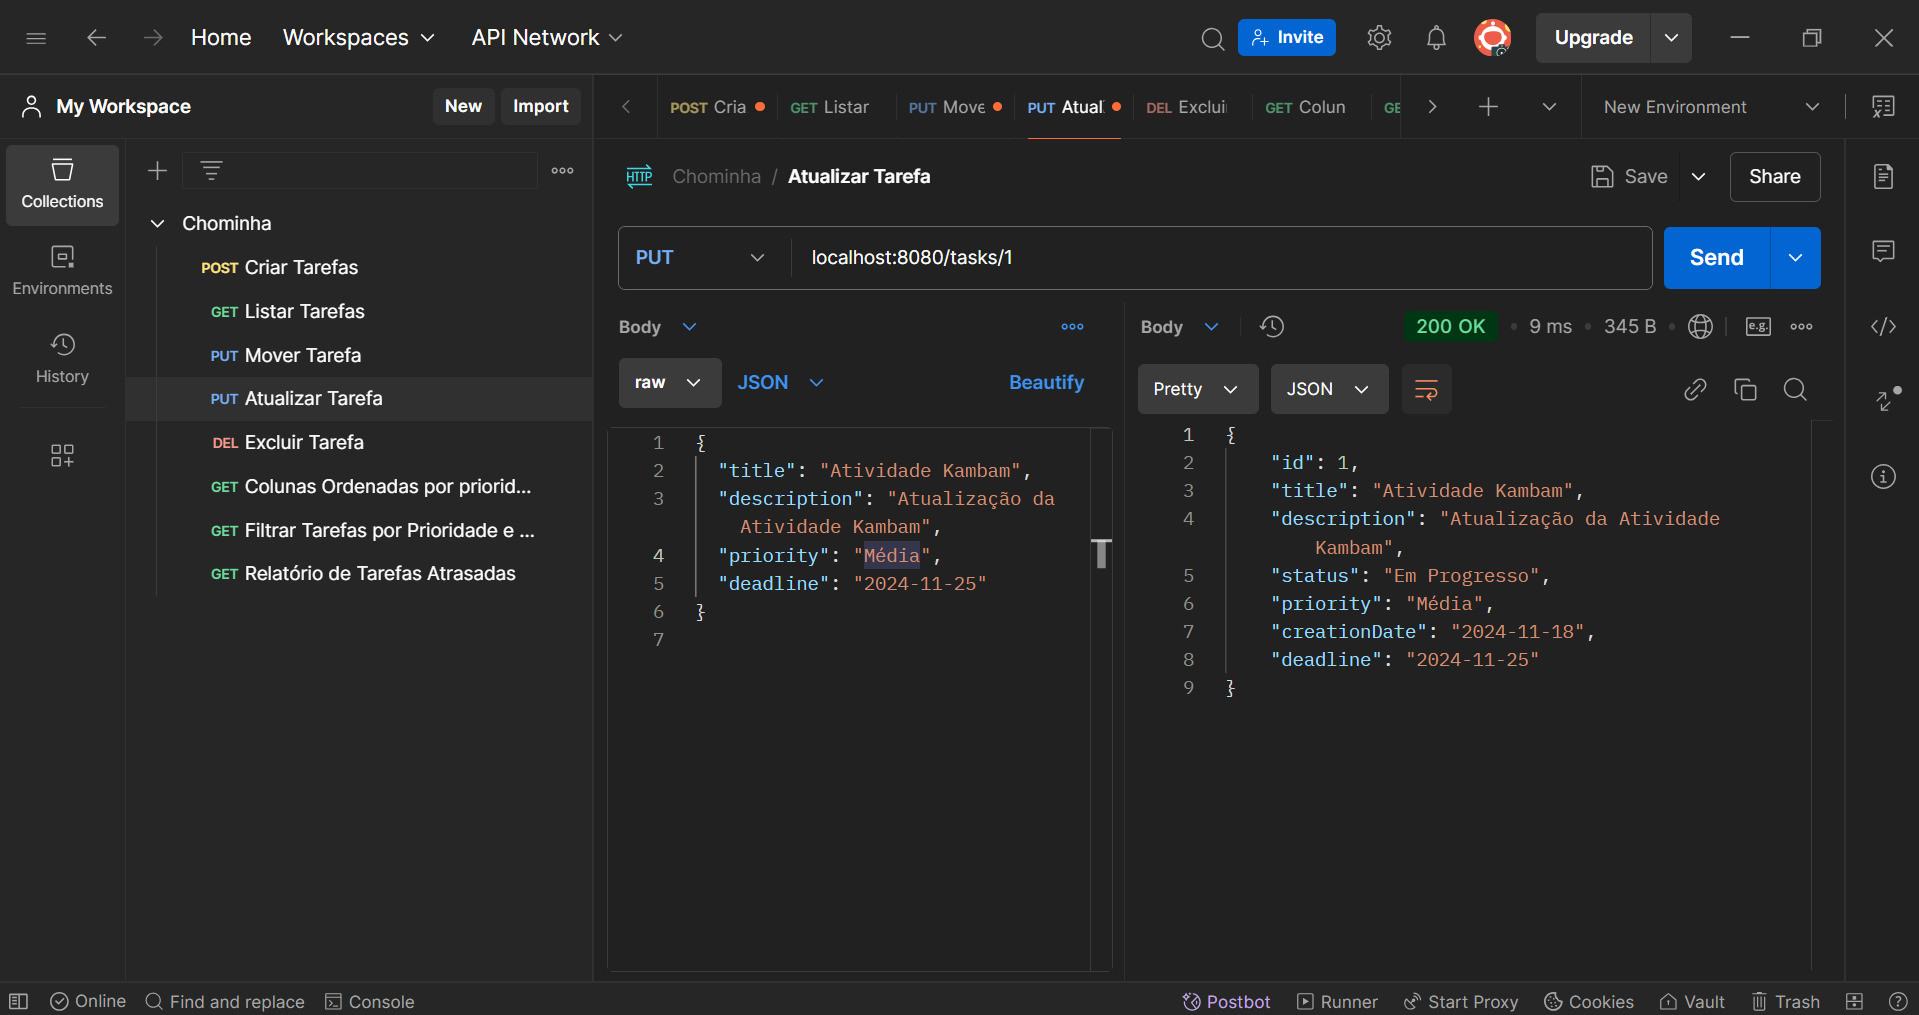 Home Workspaces API Network Invite Upgrade
My Workspace New Import
POST Cria GET Listar PUT Move PUT Atual DEL Exclui GET Colun GE New Environment
Collections
Environments
History
Chominha
POST Criar Tarefas
GET Listar Tarefas
PUT Mover Tarefa
PUT Atualizar Tarefa
DEL Excluir Tarefa
GET Colunas Ordenadas por priorid...
GET Filtrar Tarefas por Prioridade e ...
GET Relatório de Tarefas Atrasadas
HTTP Chominha / Atualizar Tarefa Save Share
PUT localhost:8080/tasks/1 Send
Body
raw JSON Beautify
1 {
2 "title": "Atividade Kambam",
3 "description": "Atualização da
Atividade Kambam",
4 "priority": "Média",
5 "deadline": "2024-11-25"
6 }
7
Body 200 OK 9 ms 345 B e.g.
Pretty JSON
1 {
2 "id": 1,
3 "title": "Atividade Kambam",
4 "description": "Atualização da Atividade
Kambam",
5 "status": "Em Progresso",
6 "priority": "Média",
7 "creationDate": "2024-11-18",
8 "deadline": "2024-11-25"
9 }
Online Find and replace Console Postbot Runner Start Proxy Cookies Vault Trash